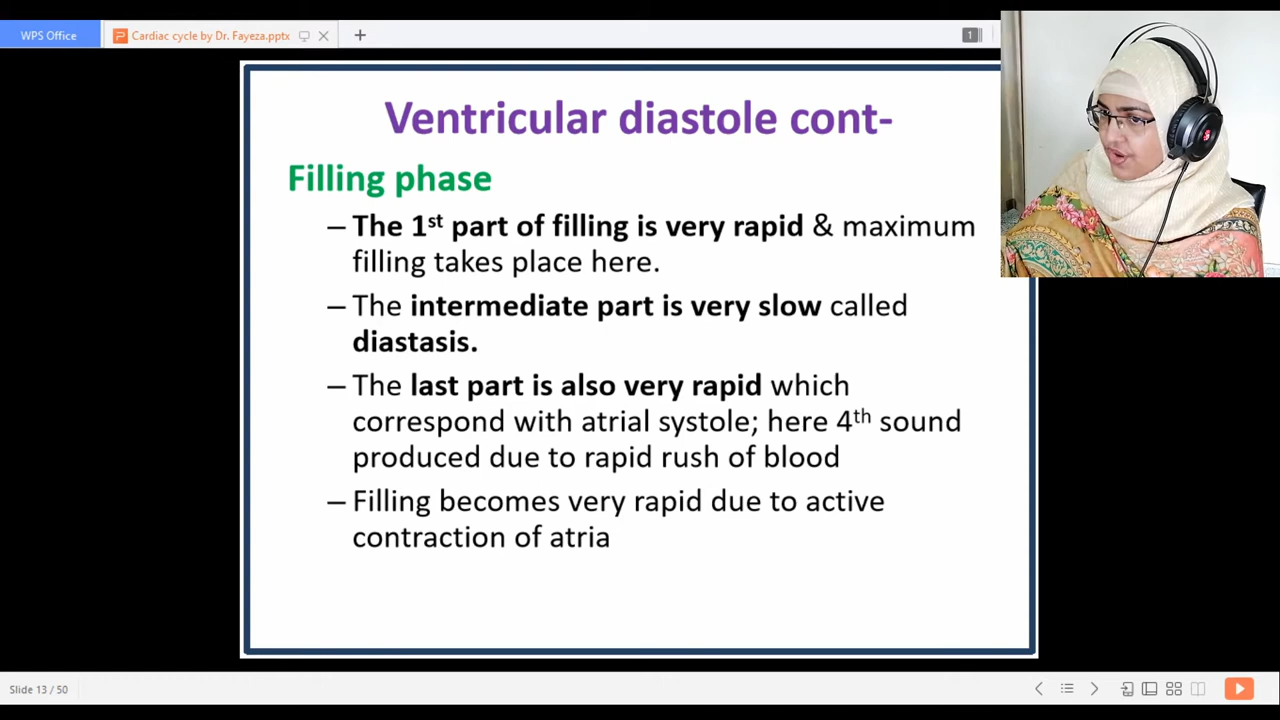 WPS Office
Cardiac cycle by Dr. Fayeza.pptx
1
Ventricular diastole cont-
Filling phase
– The 1st part of filling is very rapid & maximum
filling takes place here.
– The intermediate part is very slow called
diastasis.
– The last part is also very rapid which
correspond with atrial systole; here 4th sound
produced due to rapid rush of blood
– Filling becomes very rapid due to active
contraction of atria
Slide 13 / 50